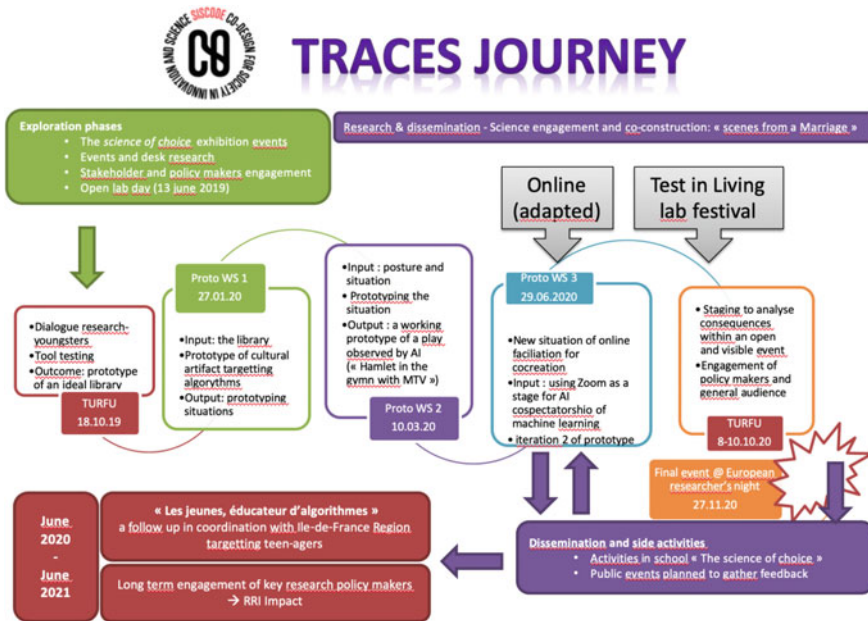 SISCODE CO-DESIGN FOR SOCIETY IN INNOVATION AND SCIENCE
CO
TRACES JOURNEY
Exploration phases
• The science of choice exhibition events
• Events and desk research
• Stakeholder and policy makers engagement
• Open lab day (13 june 2019)
Research & dissemination - Science engagement and co-construction: « scenes from a Marriage »
Online
(adapted)
Test in Living
lab festival
•Dialogue research-
youngsters
•Tool testing
•Outcome: prototype
of an ideal library
TURFU
18.10.19
Proto WS 1
27.01.20
•Input: the library
•Prototype of cultural
artifact targetting
algorythms
•Output: prototyping
situations
•Input : posture and
situation
• Prototyping the
situation
•Output : a working
prototype of a play
observed by AI
(« Hamlet in the
gymn with MTV »)
Proto WS 2
10.03.20
Proto WS 3
29.06.2020
•New situation of online
faciliation for
cocreation
•Input : using Zoom as a
stage for AI
cospectatorshio of
machine learning
• iteration 2 of prototype
• Staging to analyse
consequences
within an open
and visible event
•Engagement of
policy makers and
general audience
TURFU
8-10.10.20
Final event @ European
researcher's night
27.11.20
June
2020
-
June
2021
« Les jeunes, éducateur d'algorithmes »
a follow up in coordination with Ile-de-France Region
targetting teen-agers
Long term engagement of key research policy makers
→ RRI Impact
Dissemination and side activities
• Activities in school « The science of choice »
• Public events planned to gather feedback